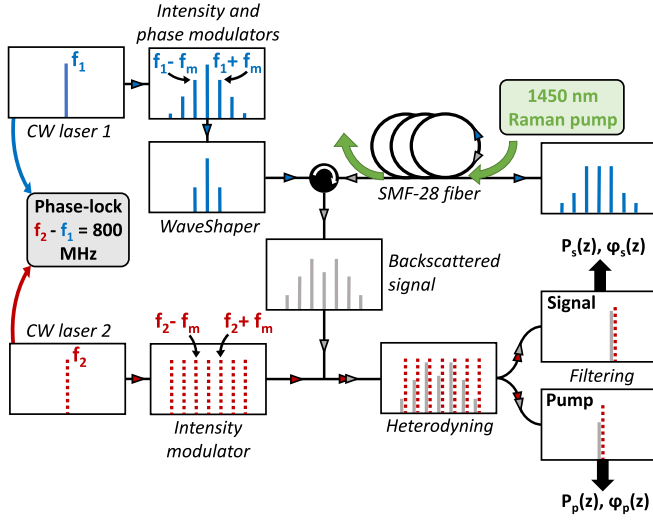 Intensity and
phase modulators
f₁
f₁- fₘ
f₁+ fₘ
CW laser 1
1450 nm
Raman pump
WaveShaper
SMF-28 fiber
Phase-lock
f₂ - f₁ = 800
MHz
Backscattered
signal
Pₛ(z), φₛ(z)
CW laser 2
f₂
f₂- fₘ
f₂+ fₘ
Signal
Filtering
Pump
Intensity
modulator
Heterodyning
Pₚ(z), φₚ(z)